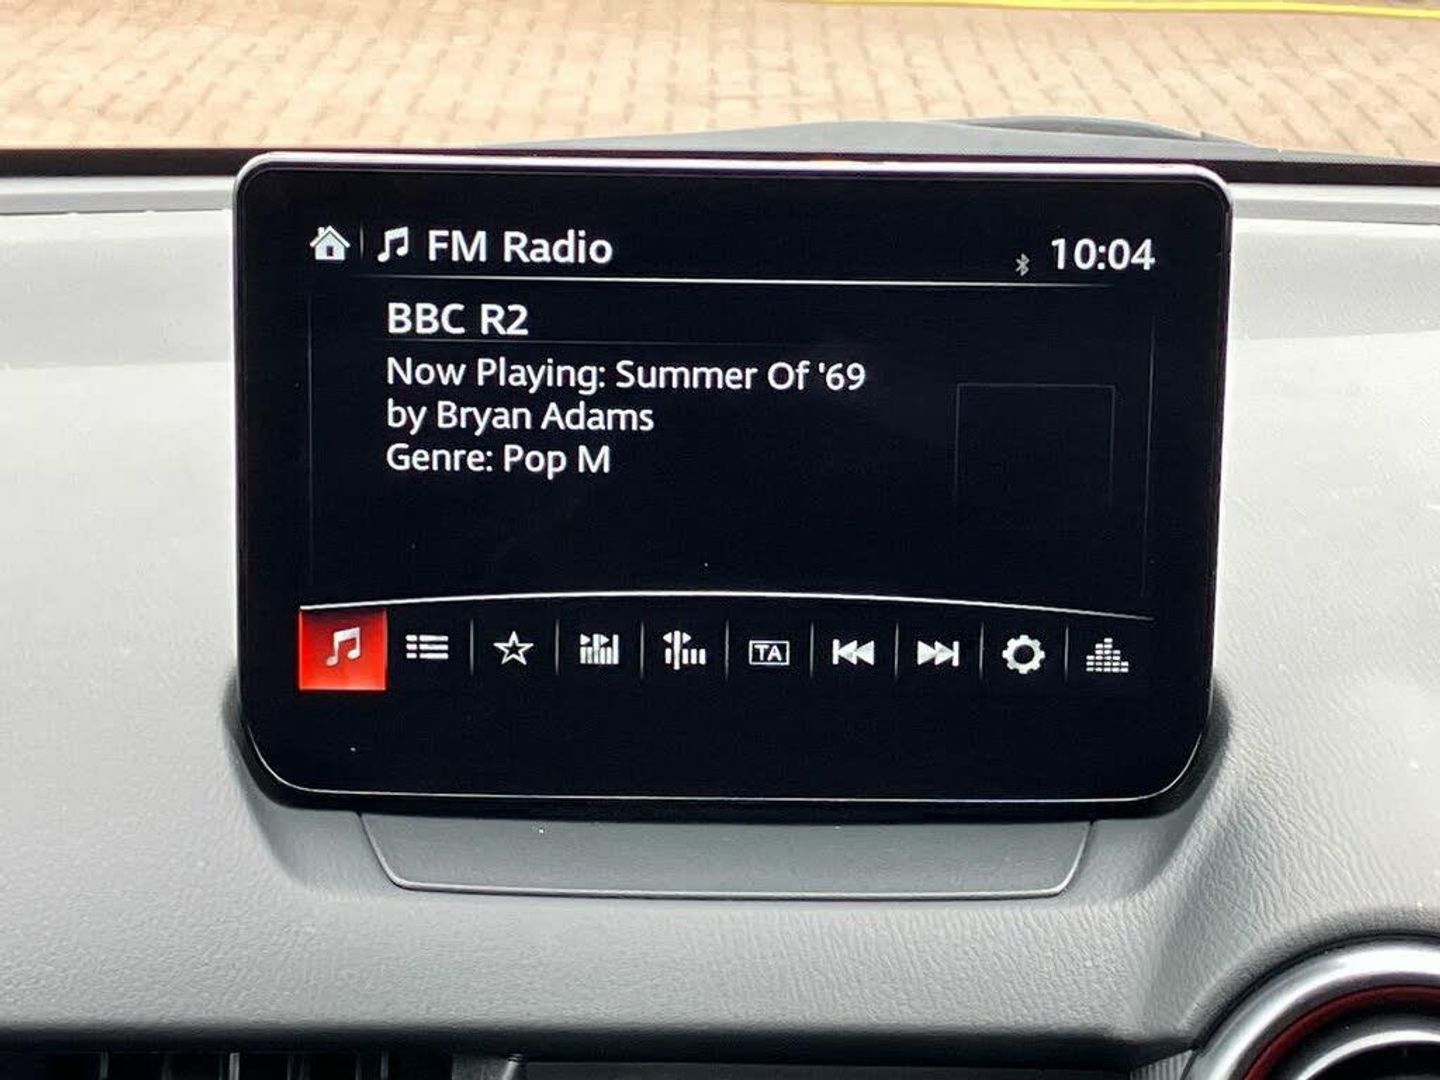 FM Radio
10:04
BBC R2
Now Playing: Summer Of '69
by Bryan Adams
Genre: Pop M
TA